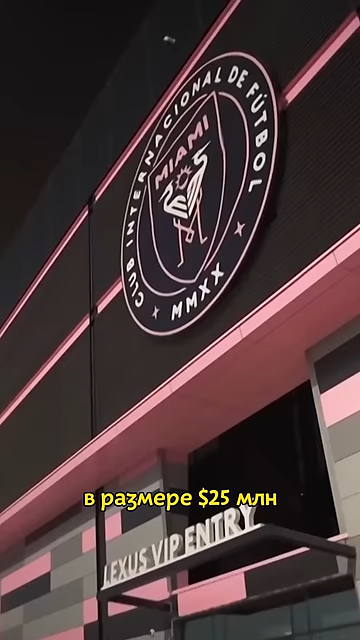 CLUB INTERNACIONAL DE FÚTBOL
MIAMI
MMXX
в размере $25 млн
LEXUS VIP ENTRY